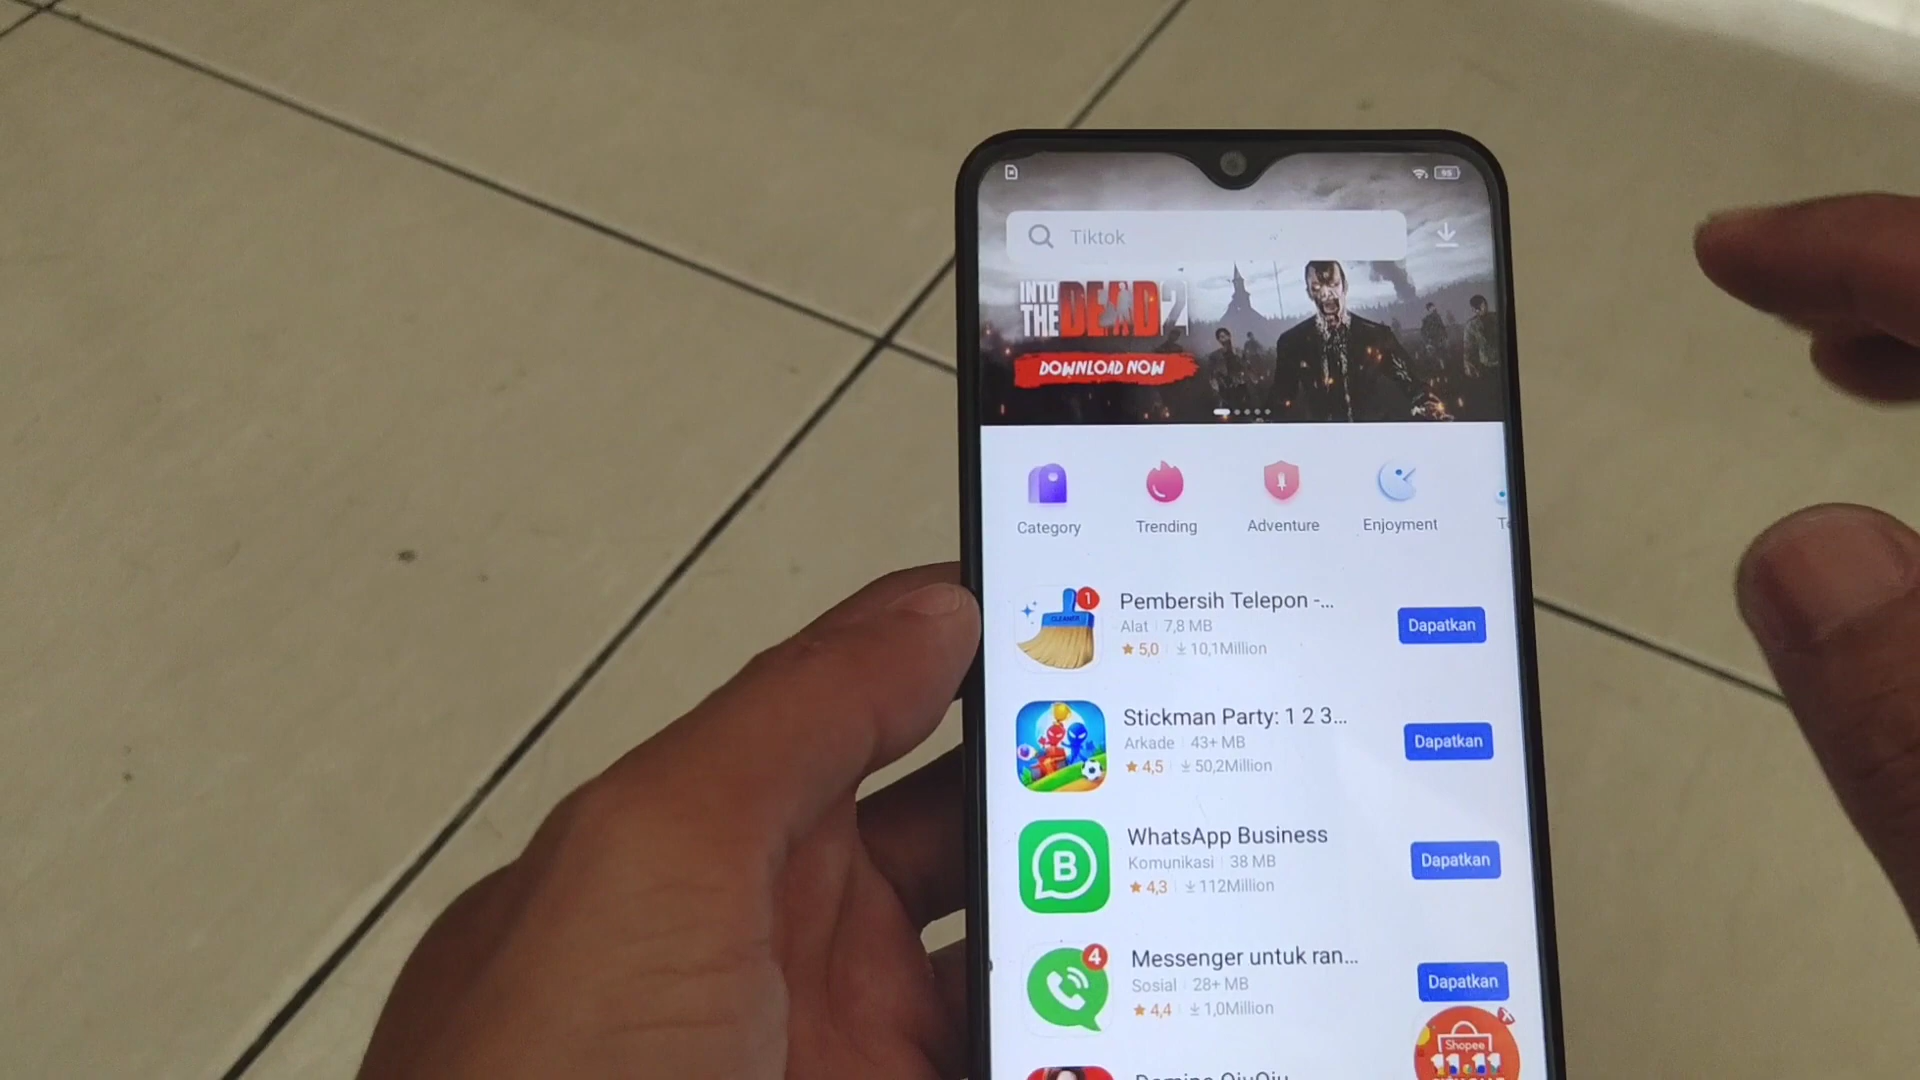 95
Tiktok
INTO
THE DEAD 2
DOWNLOAD NOW
Category
Trending
Adventure
Enjoyment
CLEANER
1
Pembersih Telepon -...
Alat 7,8 MB
5,0 10,1Million
Dapatkan
Stickman Party: 1 2 3...
Arkade 43+ MB
4,5 50,2Million
Dapatkan
B
WhatsApp Business
Komunikasi 38 MB
4,3 112Million
Dapatkan
4
Messenger untuk ran...
Sosial 28+ MB
4,4 1,0Million
Dapatkan
Shopee
11.11